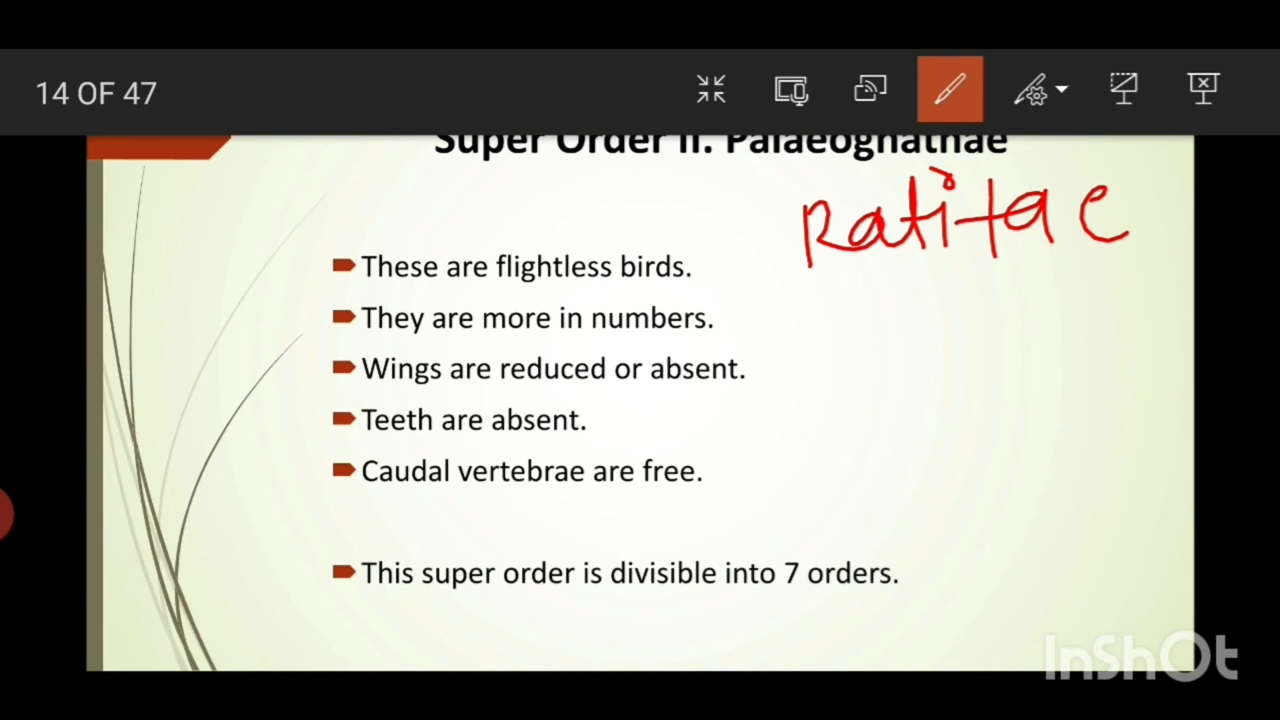 14 OF 47
Super Order II. Palaeognathae
Ratitae
These are flightless birds.
They are more in numbers.
Wings are reduced or absent.
Teeth are absent.
Caudal vertebrae are free.
This super order is divisible into 7 orders.
InShOt